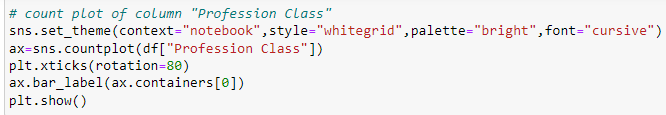 # count plot of column "Profession Class"
sns.set_theme(context="notebook",style="whitegrid",palette="bright",font="cursive")
ax=sns.countplot(df["Profession Class"])
plt.xticks(rotation=80)
ax.bar_label(ax.containers[0])
plt.show()